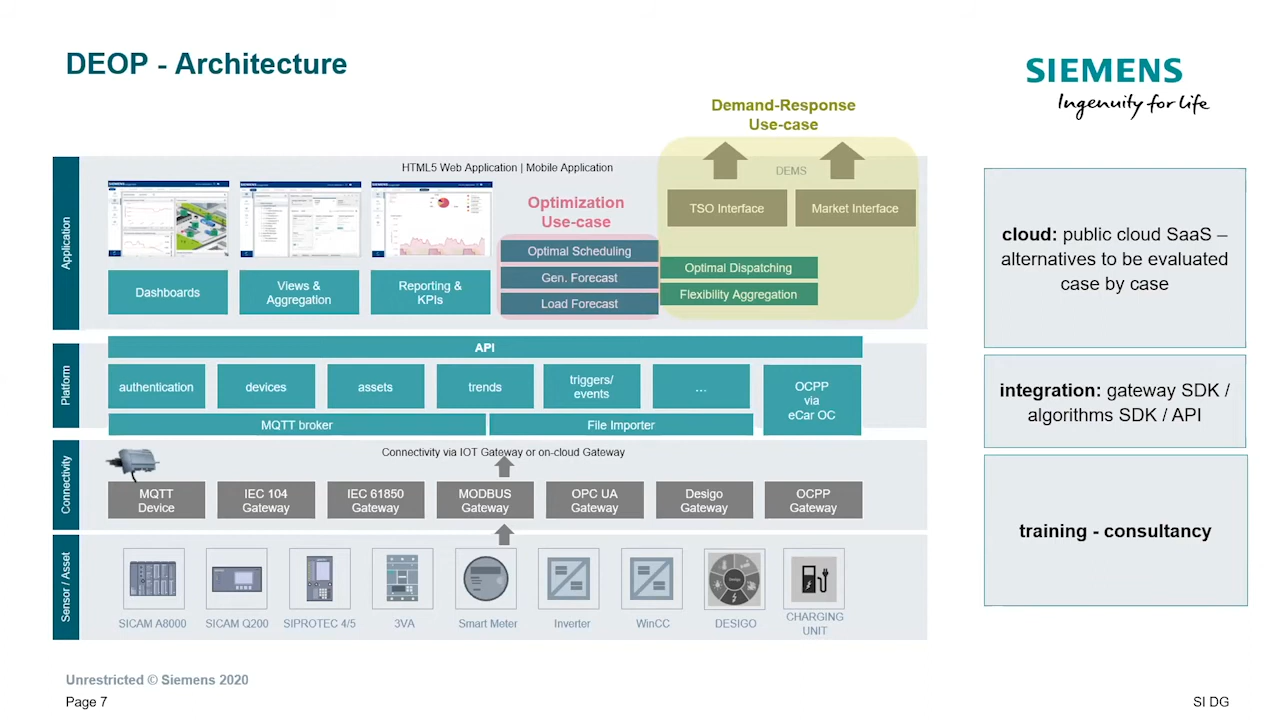 DEOP - Architecture
SIEMENS
Ingenuity for life
Demand-Response
Use-case
Application
HTML5 Web Application | Mobile Application
DEMS
TSO Interface
Market Interface
Optimization
Use-case
Optimal Scheduling
Gen. Forecast
Load Forecast
Optimal Dispatching
Flexibility Aggregation
Dashboards
Views &
Aggregation
Reporting &
KPIs
Platform
API
authentication
devices
assets
trends
triggers/
events
...
OCPP
via
eCar OC
MQTT broker
File Importer
Connectivity
Connectivity via IOT Gateway or on-cloud Gateway
MQTT
Device
IEC 104
Gateway
IEC 61850
Gateway
MODBUS
Gateway
OPC UA
Gateway
Desigo
Gateway
OCPP
Gateway
Sensor / Asset
SICAM A8000
SICAM Q200
SIPROTEC 4/5
3VA
Smart Meter
Inverter
WinCC
DESIGO
CHARGING
UNIT
cloud: public cloud SaaS –
alternatives to be evaluated
case by case
integration: gateway SDK /
algorithms SDK / API
training - consultancy
Unrestricted © Siemens 2020
Page 7
SI DG